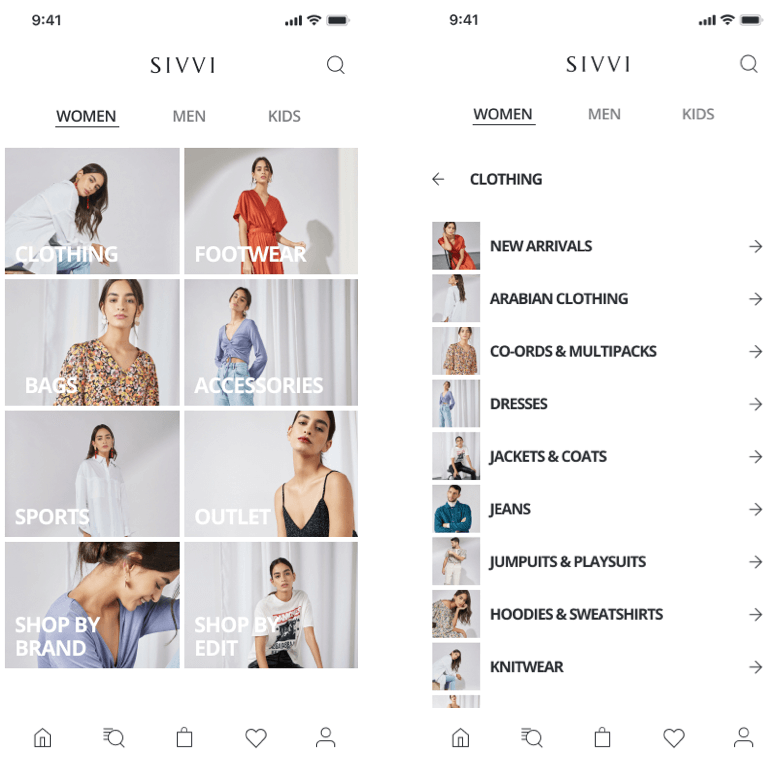 9:41
SIVVI
WOMEN MEN KIDS
CLOTHING FOOTWEAR
BAGS ACCESSORIES
SPORTS OUTLET
SHOP BY
BRAND
SHOP BY
EDIT
9:41
SIVVI
WOMEN MEN KIDS
CLOTHING
NEW ARRIVALS
ARABIAN CLOTHING
CO-ORDS & MULTIPACKS
DRESSES
JACKETS & COATS
JEANS
JUMPUITS & PLAYSUITS
HOODIES & SWEATSHIRTS
KNITWEAR